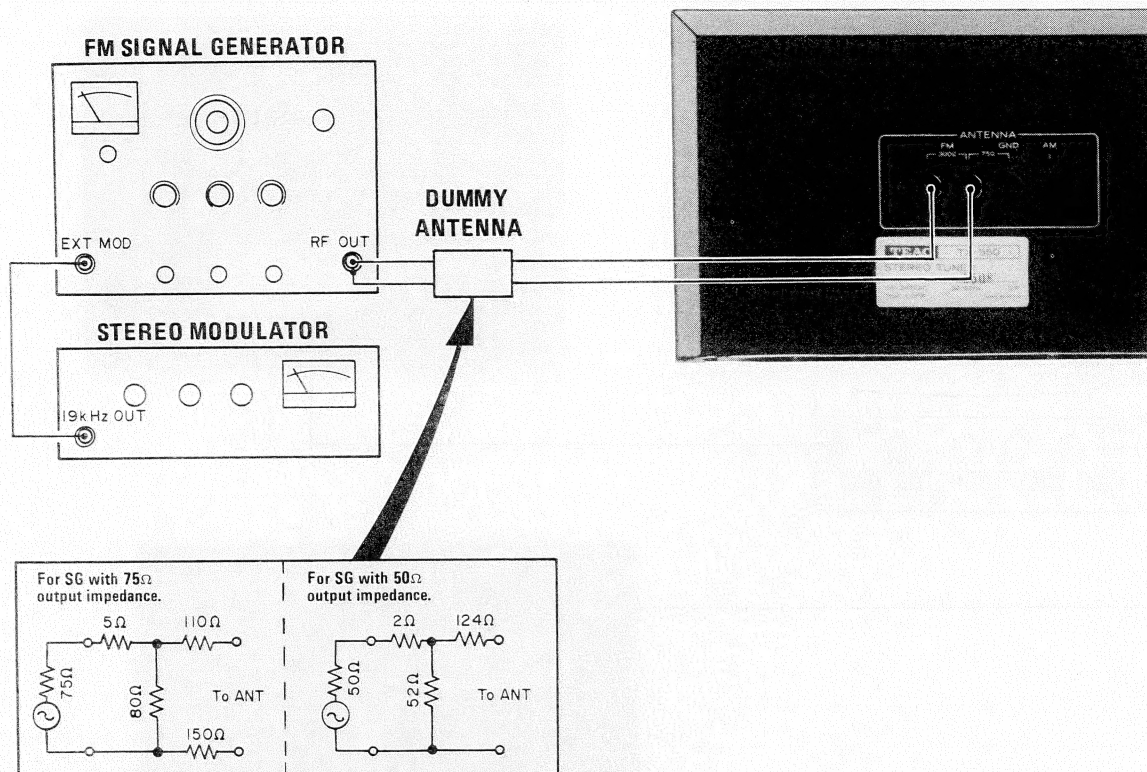 FM SIGNAL GENERATOR
EXT MOD
RF OUT
DUMMY
ANTENNA
STEREO MODULATOR
19kHz OUT
ANTENNA
FM GND AM
300Ω 75Ω
TEAC
STEREO TUNE
For SG with 75Ω
output impedance.
5Ω
110Ω
75Ω
80Ω
To ANT
150Ω
For SG with 50Ω
output impedance.
2Ω
124Ω
50Ω
52Ω
To ANT